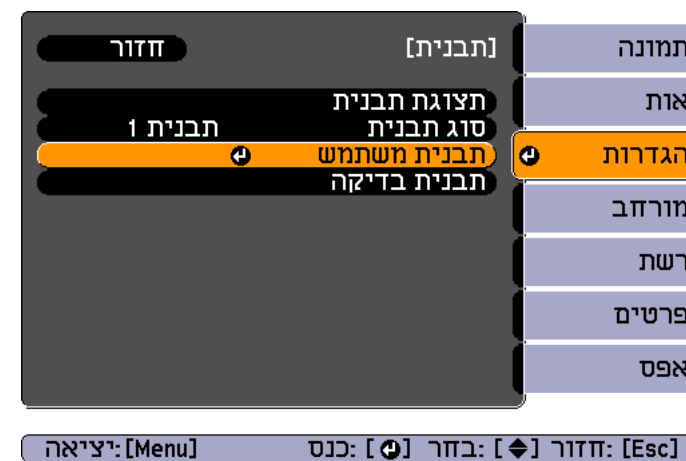 [תבנית]
חזור
תצוגת תבנית
סוג תבנית תבנית 1
תבנית משתמש
תבנית בדיקה
תמונה
אות
הגדרות
מורחב
רשת
פרטים
אפס
[Esc] :חזור [◆] :בחר [⏎] :כנס [Menu] :יציאה